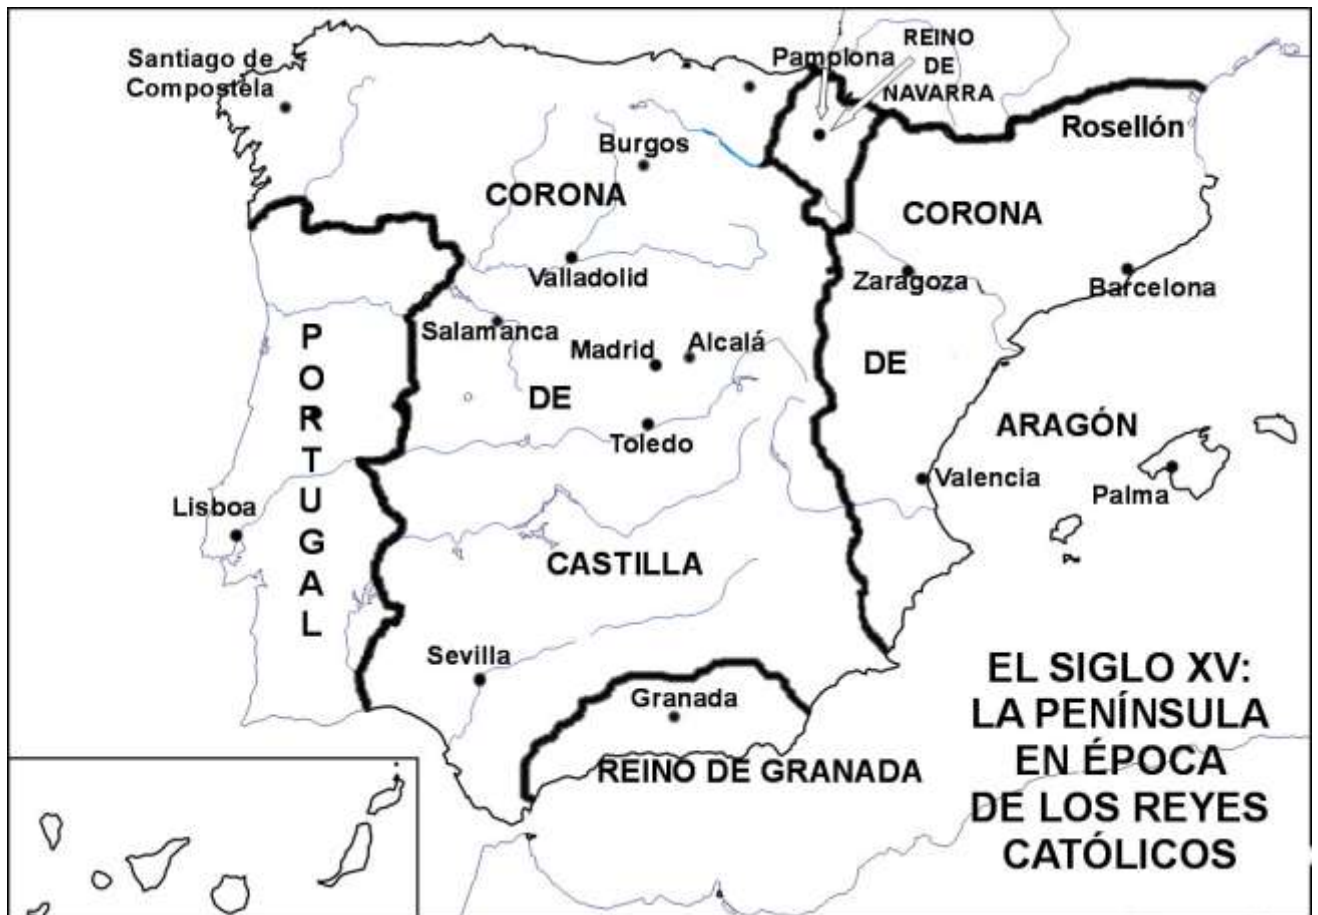 Santiago de
Compostela
Pamplona
REINO
DE
NAVARRA
Rosellón
Burgos
CORONA
CORONA
Valladolid
Zaragoza
Barcelona
Salamanca
Madrid
Alcalá
DE
DE
Toledo
ARAGÓN
Valencia
Palma
PORTUGAL
Lisboa
CASTILLA
Sevilla
Granada
REINO DE GRANADA
EL SIGLO XV:
LA PENÍNSULA
EN ÉPOCA
DE LOS REYES
CATÓLICOS